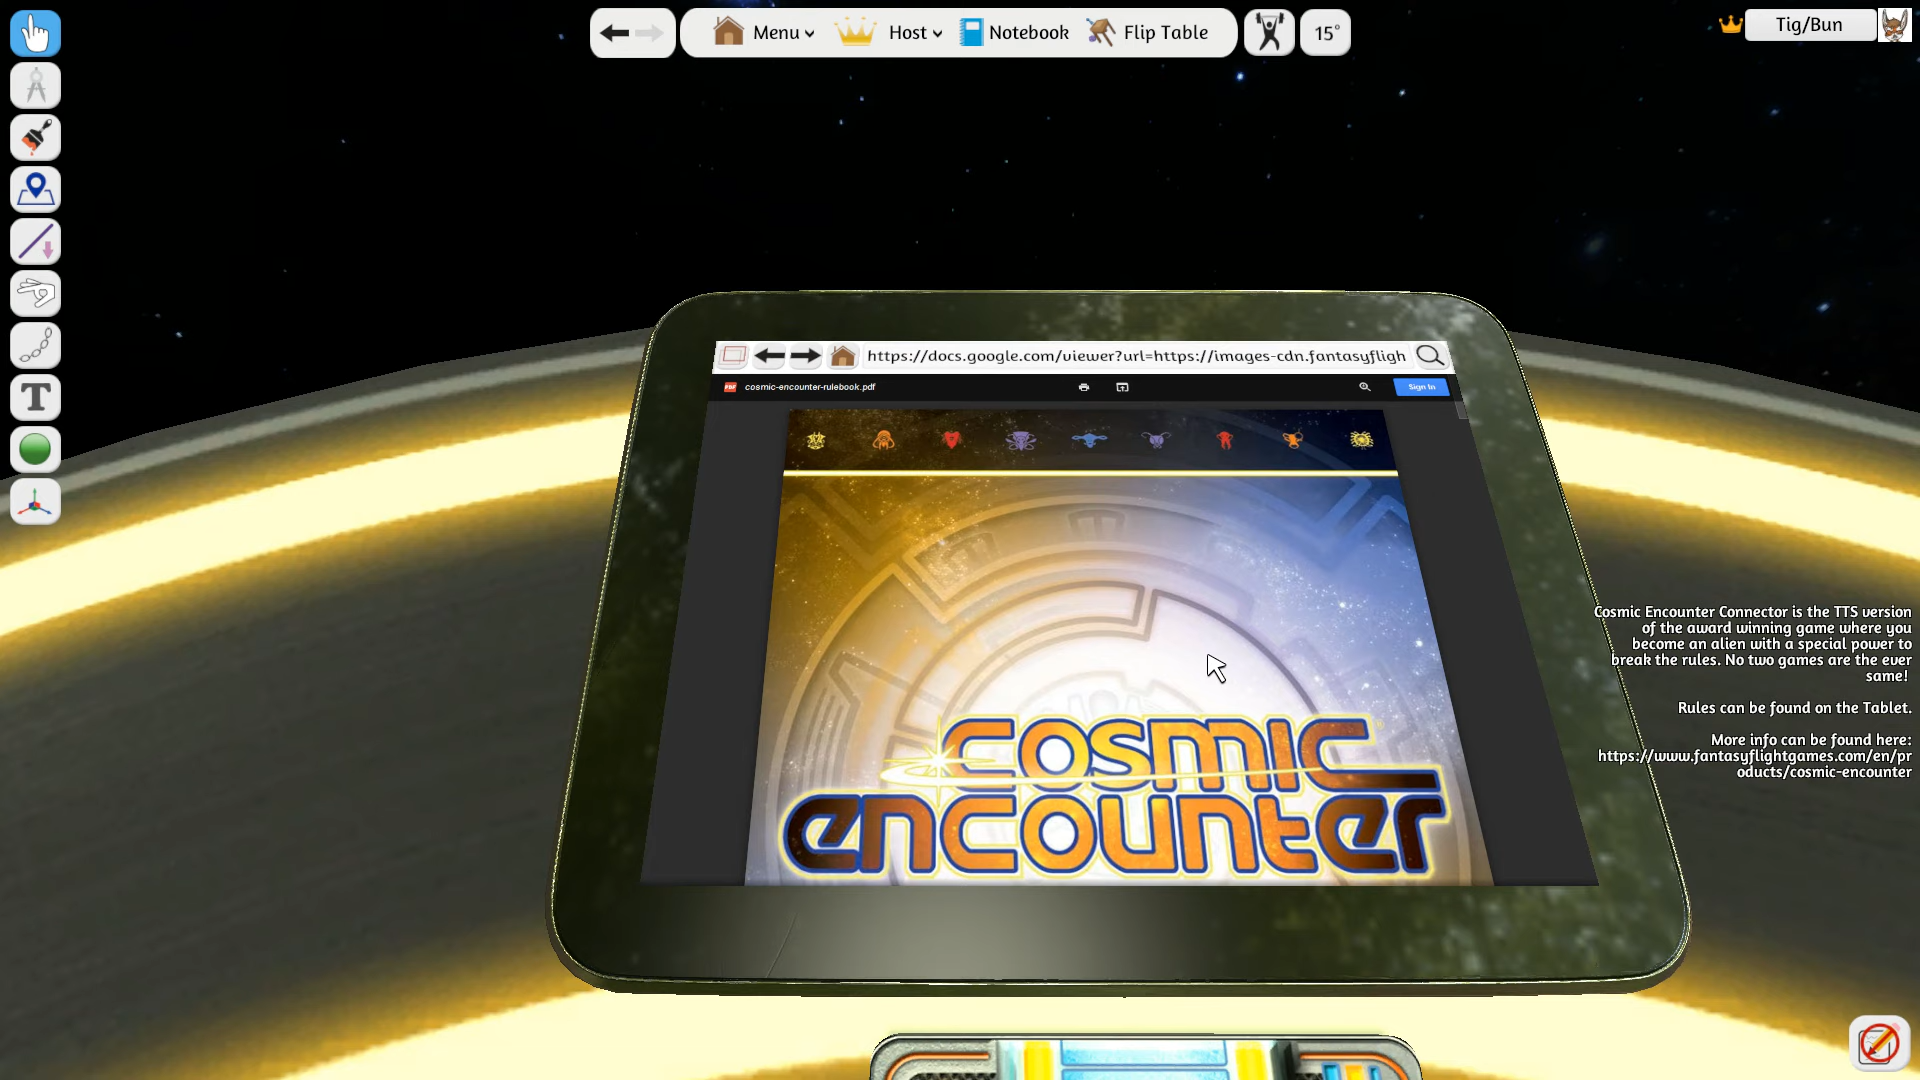 Menu
Host
Notebook
Flip Table
15°
Tig/Bun
https://docs.google.com/viewer?url=https://images-cdn.fantasyfligh
PDF
cosmic-encounter-rulebook.pdf
Sign In
cosmic
encounter
Cosmic Encounter Connector is the TTS version
of the award winning game where you
become an alien with a special power to
break the rules. No two games are the ever
same!
Rules can be found on the Tablet.
More info can be found here:
https://www.fantasyflightgames.com/en/pr
oducts/cosmic-encounter
T